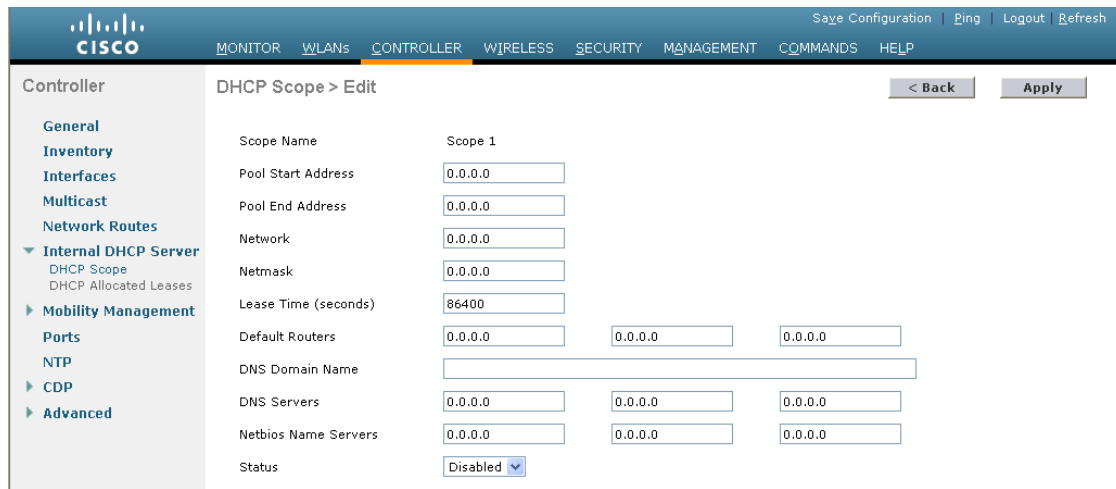 Save Configuration | Ping | Logout | Refresh
CISCO
MONITOR WLANs CONTROLLER WIRELESS SECURITY MANAGEMENT COMMANDS HELP
Controller
General
Inventory
Interfaces
Multicast
Network Routes
Internal DHCP Server
DHCP Scope
DHCP Allocated Leases
Mobility Management
Ports
NTP
CDP
Advanced
DHCP Scope > Edit
< Back Apply
Scope Name Scope 1
Pool Start Address 0.0.0.0
Pool End Address 0.0.0.0
Network 0.0.0.0
Netmask 0.0.0.0
Lease Time (seconds) 86400
Default Routers 0.0.0.0 0.0.0.0 0.0.0.0
DNS Domain Name
DNS Servers 0.0.0.0 0.0.0.0 0.0.0.0
Netbios Name Servers 0.0.0.0 0.0.0.0 0.0.0.0
Status Disabled